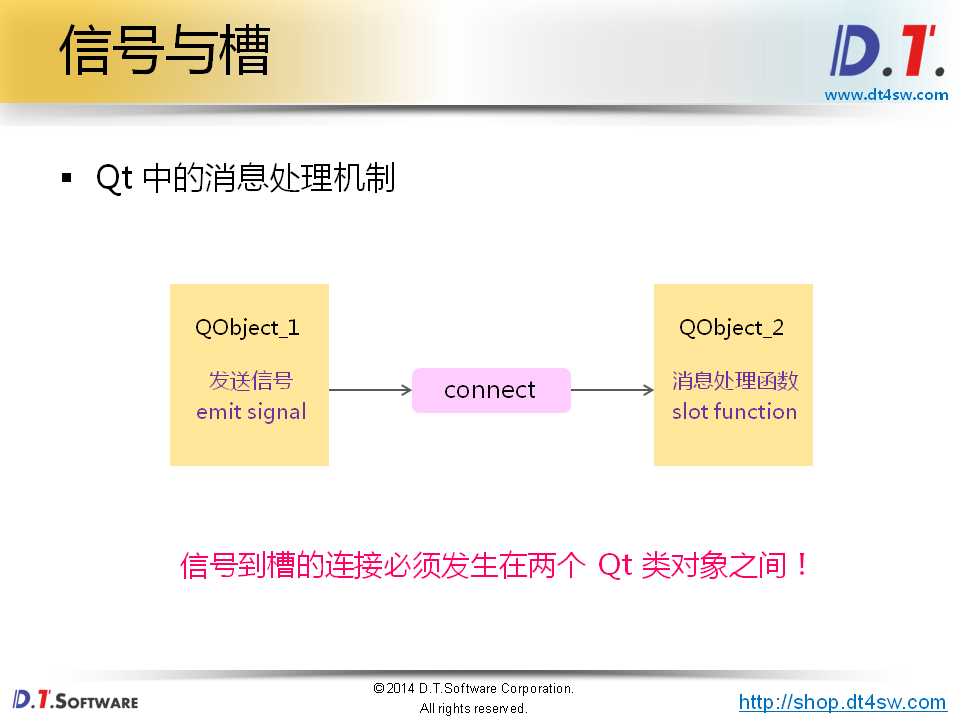 信号与槽
D.T.
www.dt4sw.com
▪ Qt 中的消息处理机制
QObject_1
发送信号
emit signal
connect
QObject_2
消息处理函数
slot function
信号到槽的连接必须发生在两个 Qt 类对象之间！
D.T.SOFTWARE
©2014 D.T.Software Corporation.
All rights reserved.
http://shop.dt4sw.com